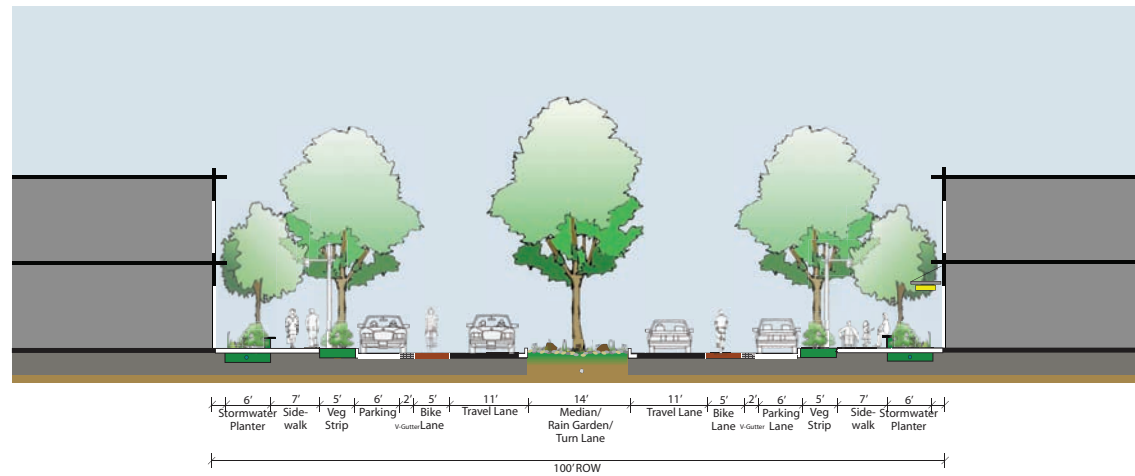 6’ 7’ 5’ 6’ 2’ 5’ 11’ 14’ 11’ 5’ 2’ 6’ 5’ 7’ 6’
Stormwater Side- Veg Parking Bike Travel Lane Median/ Travel Lane Bike Parking Veg Side- Stormwater
Planter walk Strip V-Gutter Lane Rain Garden/ Lane V-Gutter Lane Strip walk Planter
Turn Lane
100’ ROW